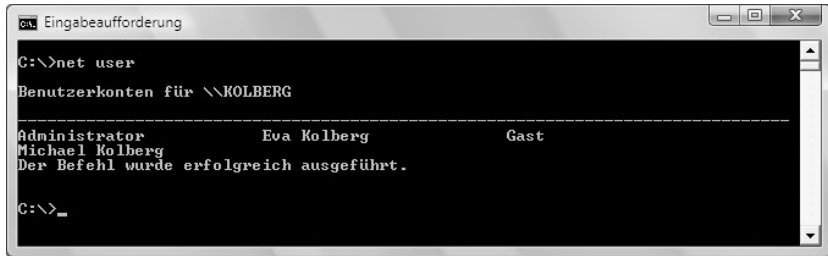 Eingabeaufforderung
C:\>net user
Benutzerkonten für \\KOLBERG
-------------------------------------------------------------------------------
Administrator Eva Kolberg Gast
Michael Kolberg
Der Befehl wurde erfolgreich ausgeführt.
C:\>_